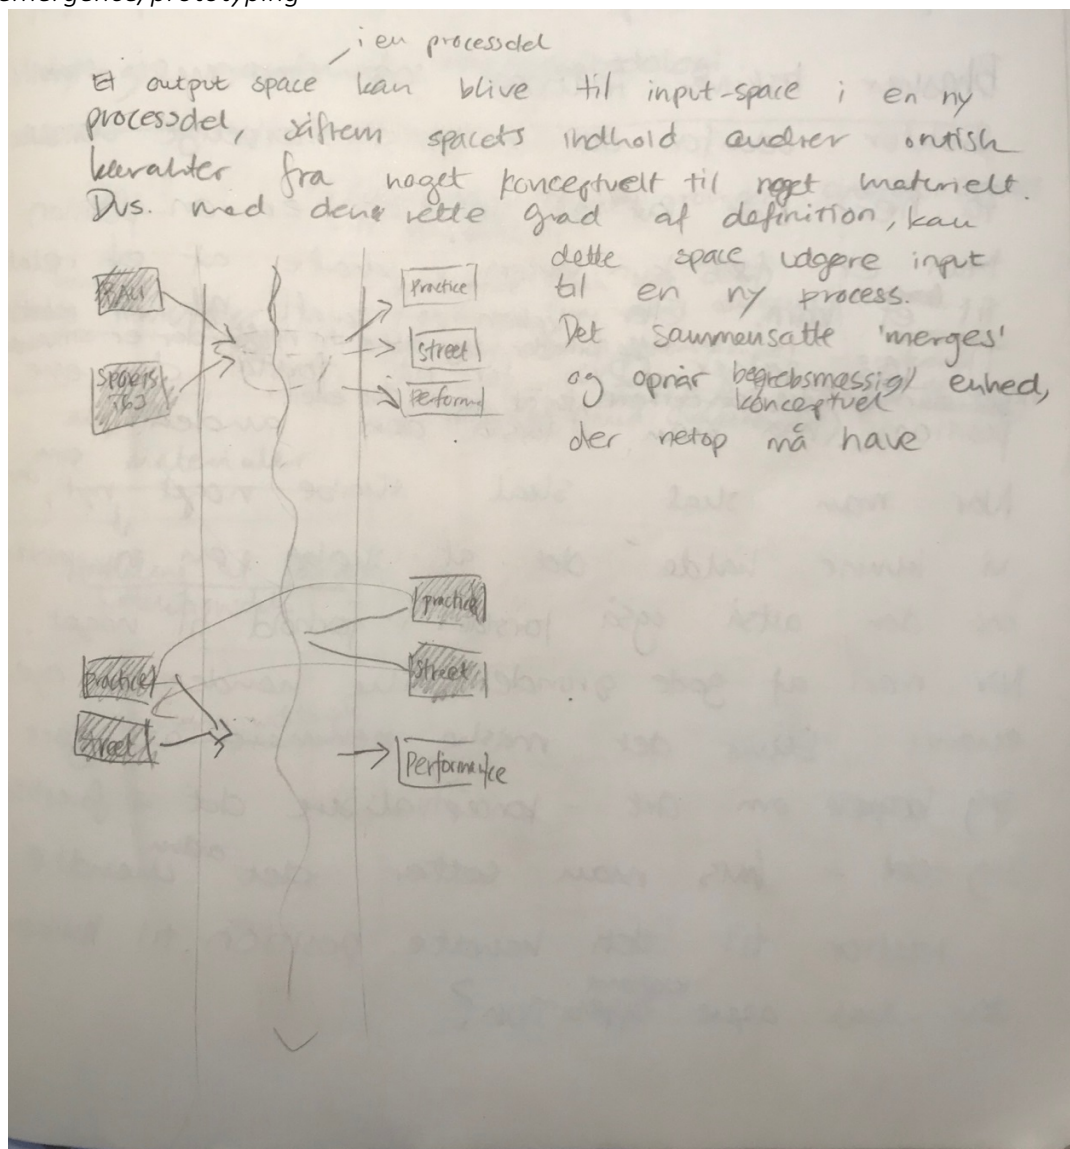 emergence/prototyping
i en processdel
Et output space kan blive til input-space i en ny
processdel, såfrem spacets indhold ændrer ontisk
karakter fra noget konceptuelt til noget materielt.
Dvs. med den rette grad af definition, kan
dette space udgøre input
til en ny process.
Det sammensatte 'merges'
og opnår begrebsmæssig/ enhed,
konceptuel
der netop må have
Practice
Street
Perform
practice
street
practice
street
Performance